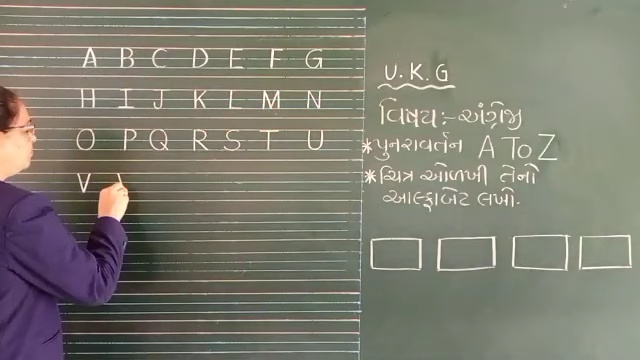 A B C D E F G
H I J K L M N
O P Q R S T U
V
U.K.G
વિષય:- અંગ્રેજી
* પુનરાવર્તન A To Z
* ચિત્ર ઓળખી તેનો
આલ્ફાબેટ લખો.